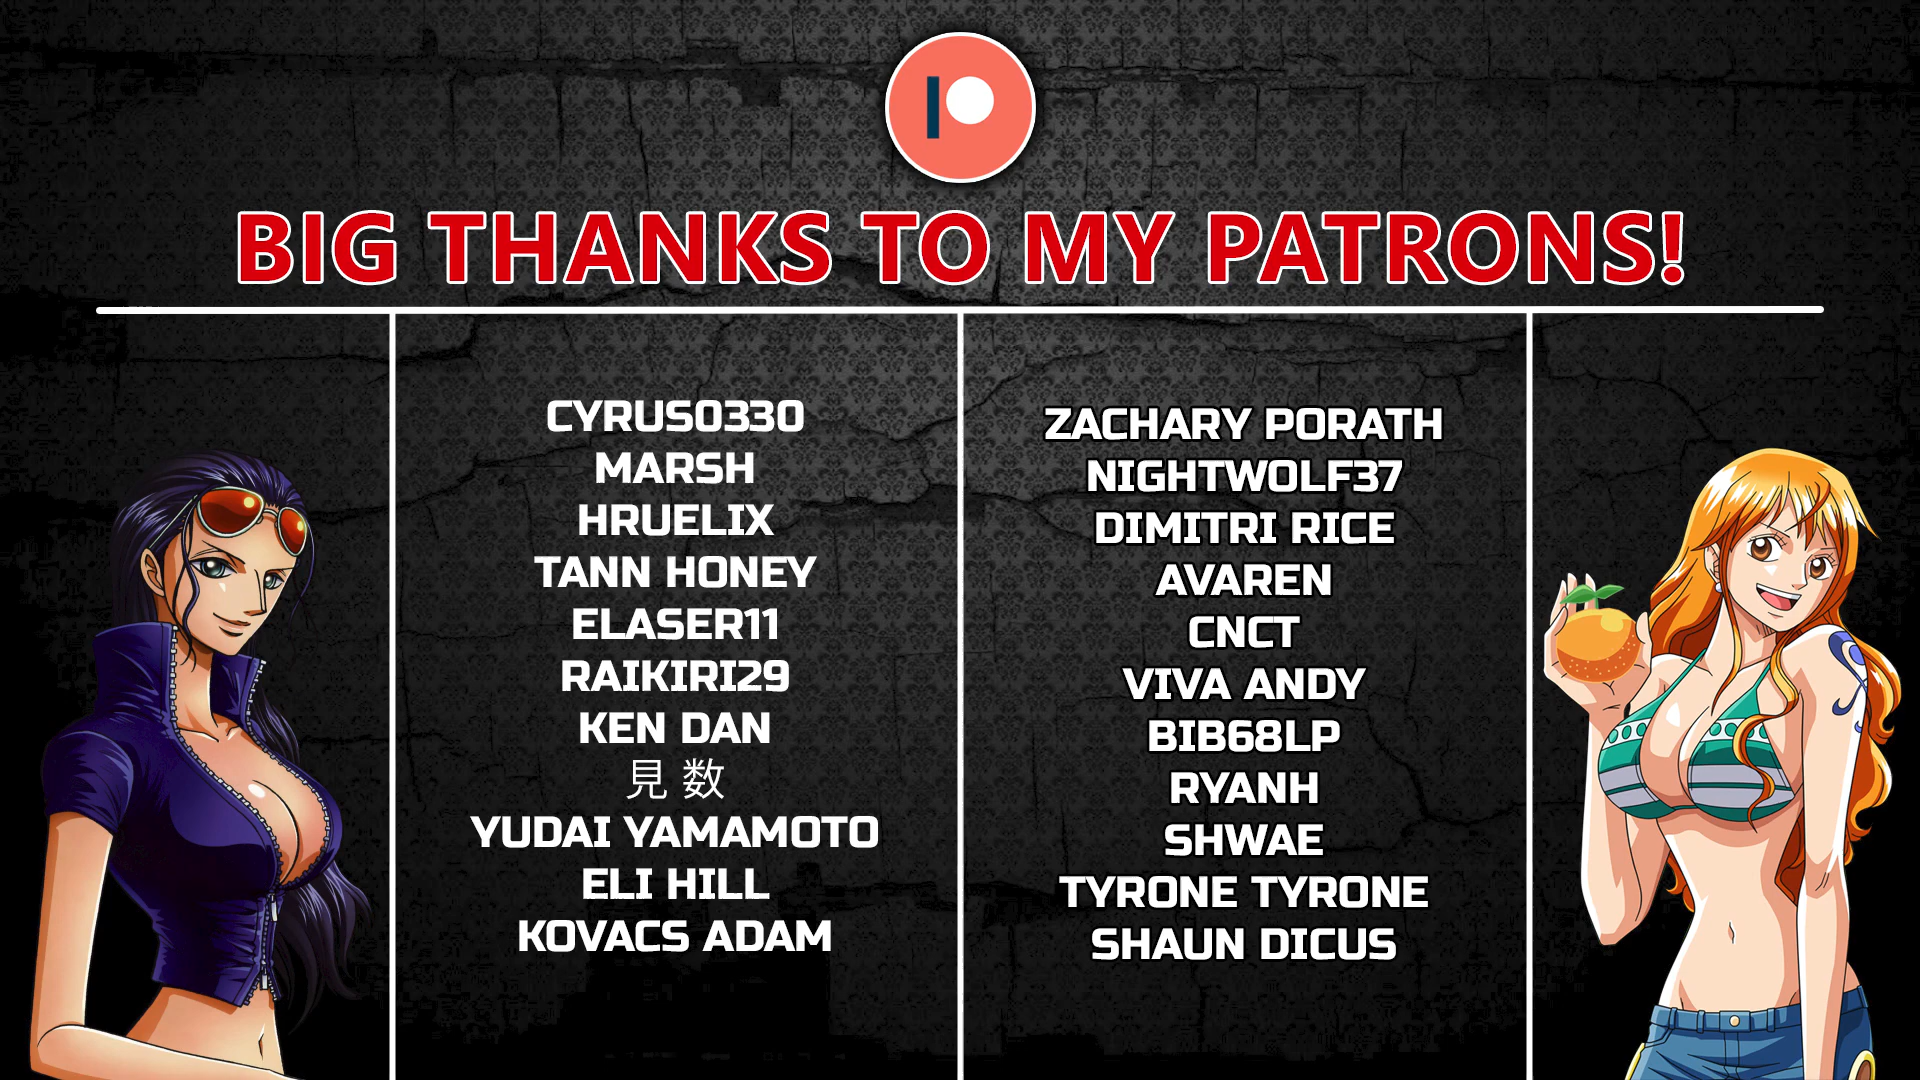 BIG THANKS TO MY PATRONS!
CYRUS0330
MARSH
HRUELIX
TANN HONEY
ELASER11
RAIKIRI29
KEN DAN
見 数
YUDAI YAMAMOTO
ELI HILL
KOVACS ADAM
ZACHARY PORATH
NIGHTWOLF37
DIMITRI RICE
AVAREN
CNCT
VIVA ANDY
BIB68LP
RYANH
SHWAE
TYRONE TYRONE
SHAUN DICUS